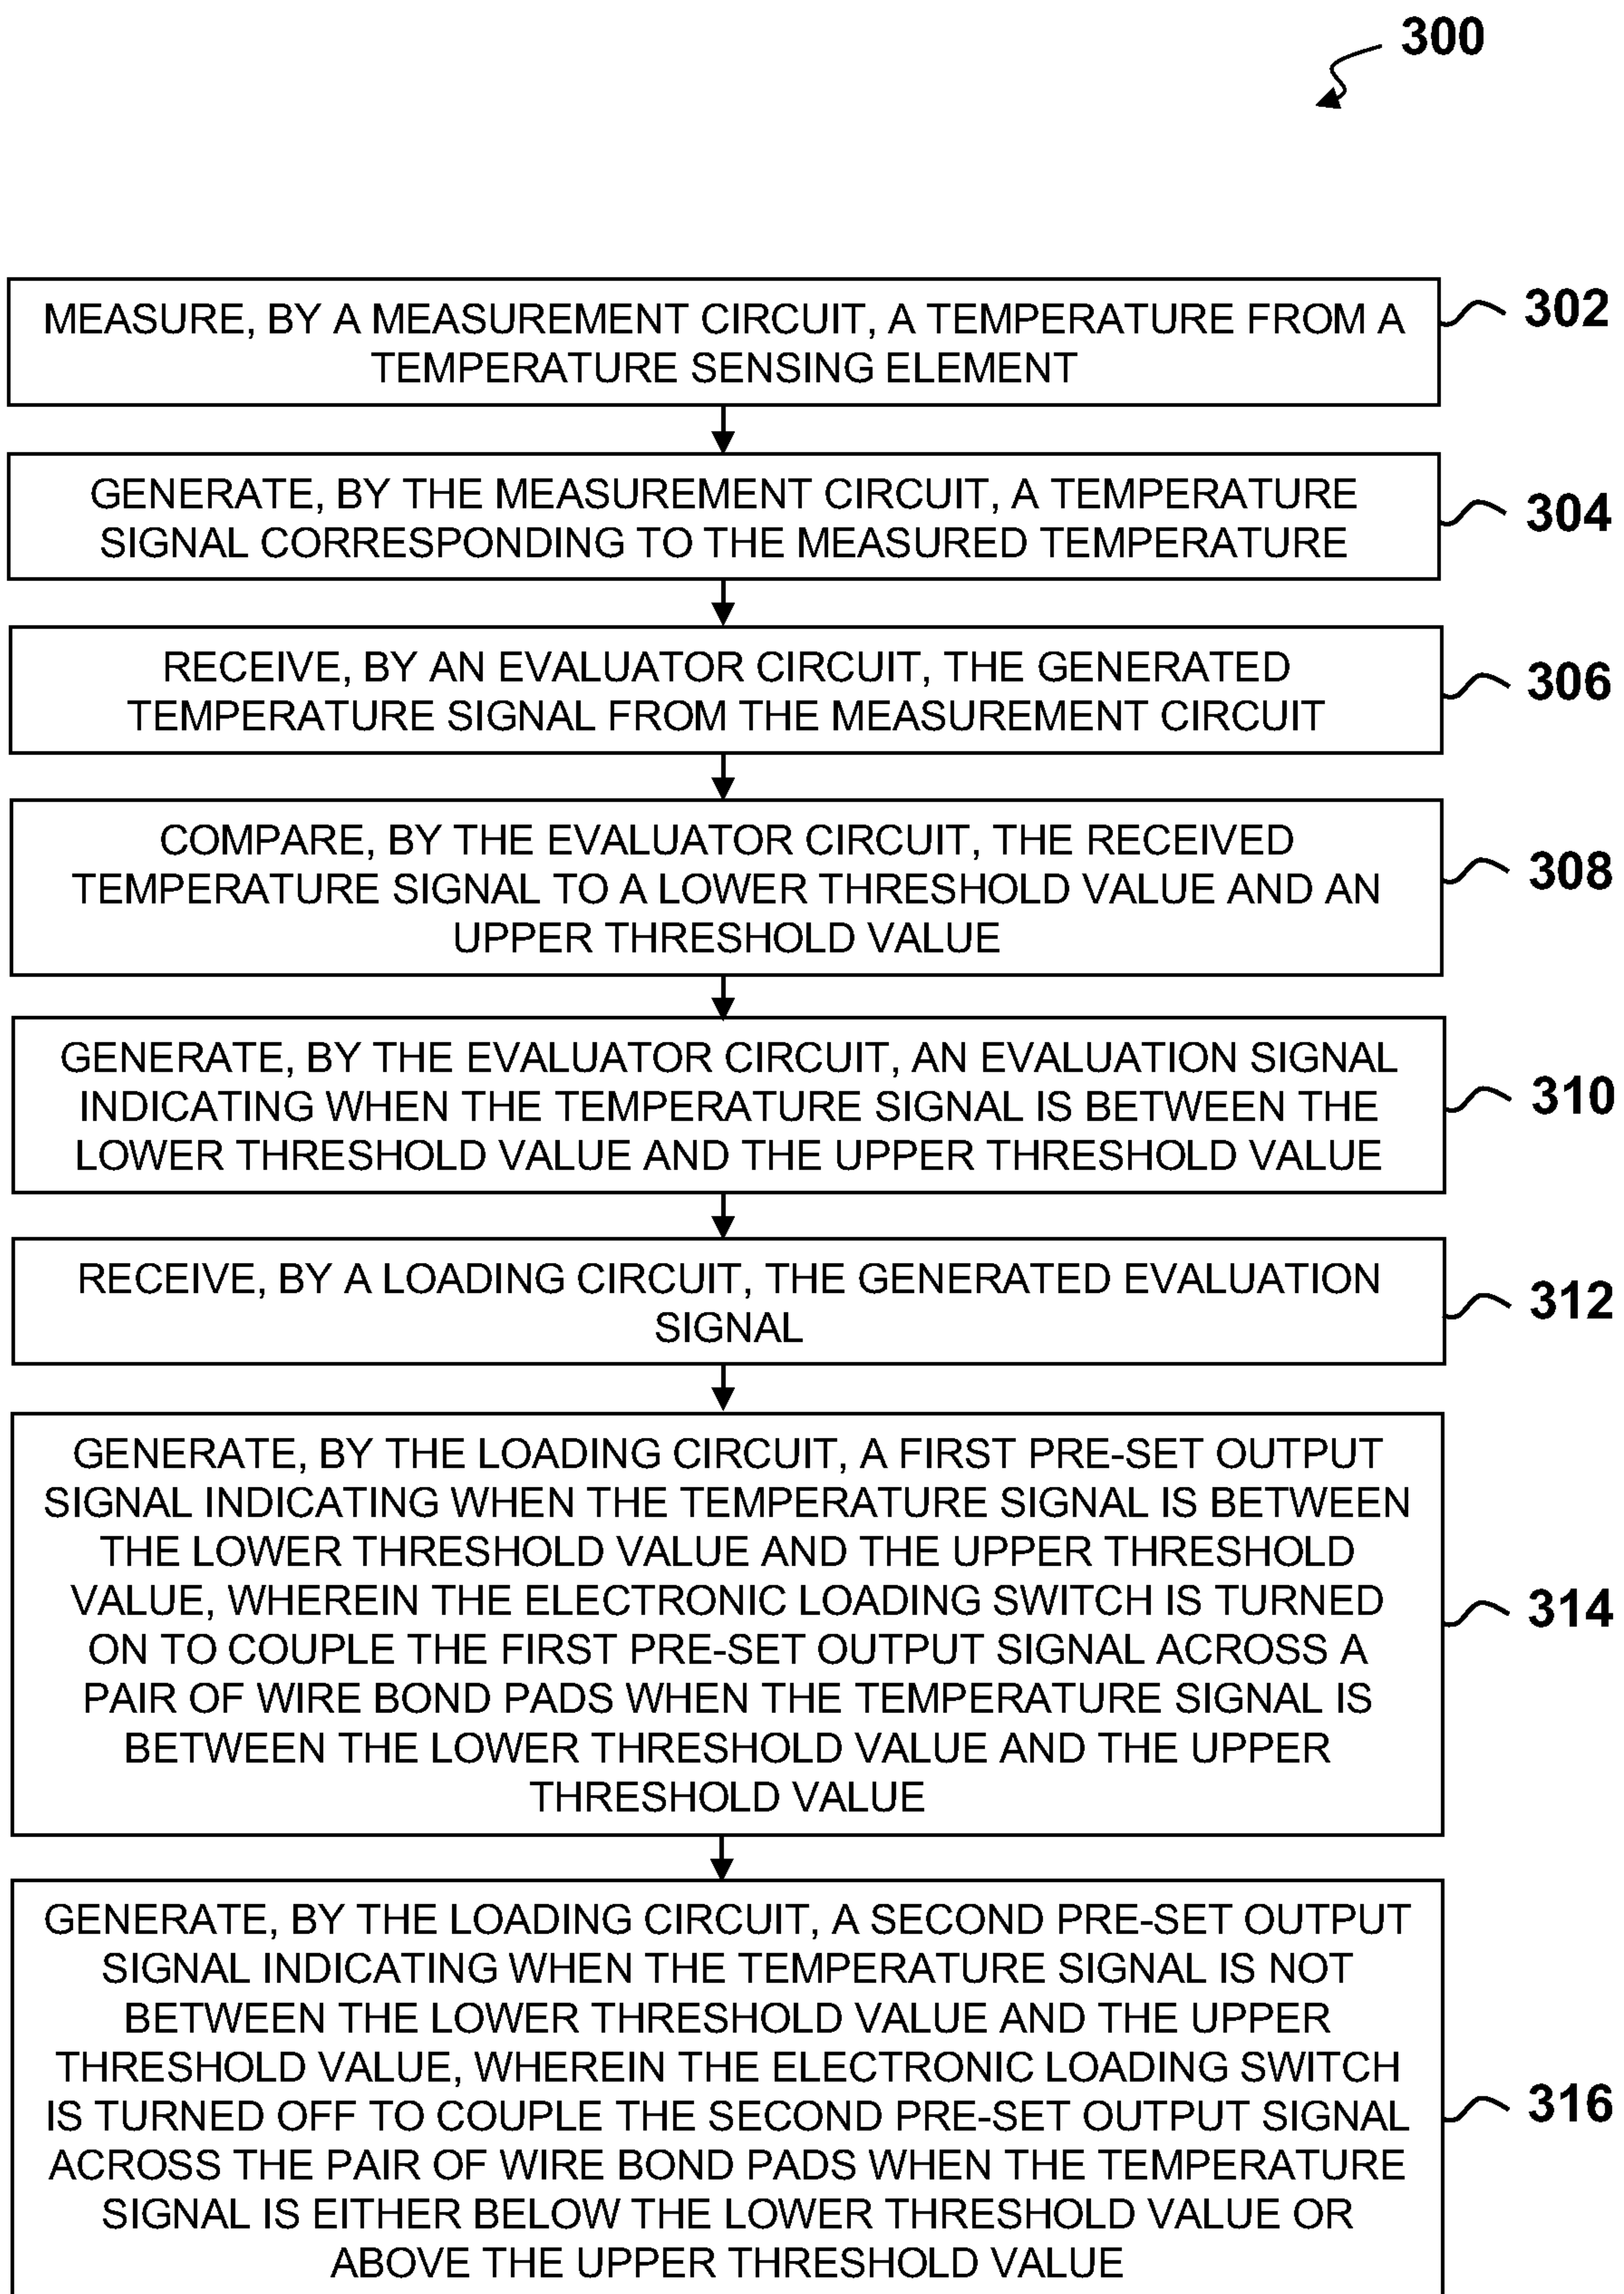 300
MEASURE, BY A MEASUREMENT CIRCUIT, A TEMPERATURE FROM A
TEMPERATURE SENSING ELEMENT
302
GENERATE, BY THE MEASUREMENT CIRCUIT, A TEMPERATURE
SIGNAL CORRESPONDING TO THE MEASURED TEMPERATURE
304
RECEIVE, BY AN EVALUATOR CIRCUIT, THE GENERATED
TEMPERATURE SIGNAL FROM THE MEASUREMENT CIRCUIT
306
COMPARE, BY THE EVALUATOR CIRCUIT, THE RECEIVED
TEMPERATURE SIGNAL TO A LOWER THRESHOLD VALUE AND AN
UPPER THRESHOLD VALUE
308
GENERATE, BY THE EVALUATOR CIRCUIT, AN EVALUATION SIGNAL
INDICATING WHEN THE TEMPERATURE SIGNAL IS BETWEEN THE
LOWER THRESHOLD VALUE AND THE UPPER THRESHOLD VALUE
310
RECEIVE, BY A LOADING CIRCUIT, THE GENERATED EVALUATION
SIGNAL
312
GENERATE, BY THE LOADING CIRCUIT, A FIRST PRE-SET OUTPUT
SIGNAL INDICATING WHEN THE TEMPERATURE SIGNAL IS BETWEEN
THE LOWER THRESHOLD VALUE AND THE UPPER THRESHOLD
VALUE, WHEREIN THE ELECTRONIC LOADING SWITCH IS TURNED
ON TO COUPLE THE FIRST PRE-SET OUTPUT SIGNAL ACROSS A
PAIR OF WIRE BOND PADS WHEN THE TEMPERATURE SIGNAL IS
BETWEEN THE LOWER THRESHOLD VALUE AND THE UPPER
THRESHOLD VALUE
314
GENERATE, BY THE LOADING CIRCUIT, A SECOND PRE-SET OUTPUT
SIGNAL INDICATING WHEN THE TEMPERATURE SIGNAL IS NOT
BETWEEN THE LOWER THRESHOLD VALUE AND THE UPPER
THRESHOLD VALUE, WHEREIN THE ELECTRONIC LOADING SWITCH
IS TURNED OFF TO COUPLE THE SECOND PRE-SET OUTPUT SIGNAL
ACROSS THE PAIR OF WIRE BOND PADS WHEN THE TEMPERATURE
SIGNAL IS EITHER BELOW THE LOWER THRESHOLD VALUE OR
ABOVE THE UPPER THRESHOLD VALUE
316